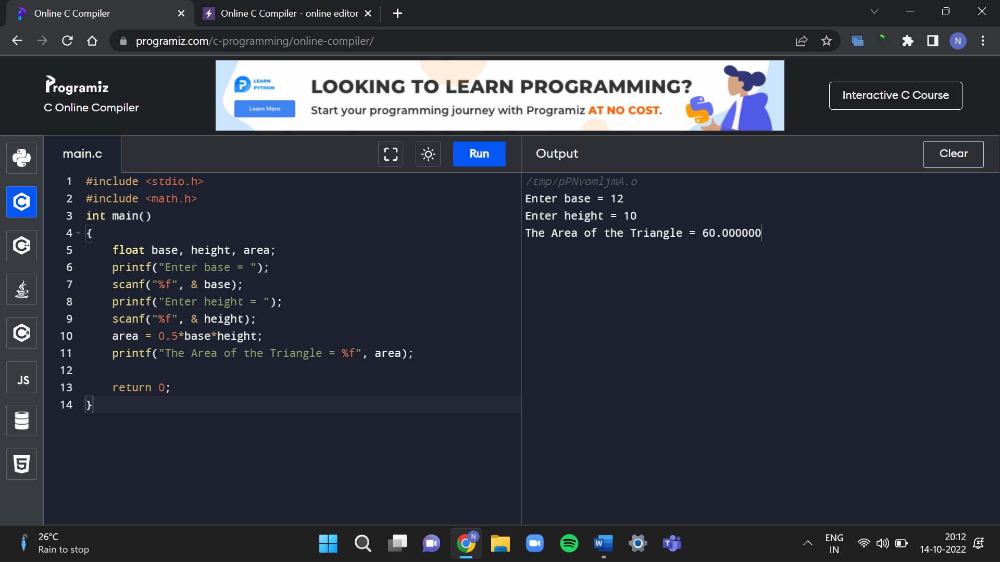 Online C Compiler
Online C Compiler - online editor
programiz.com/c-programming/online-compiler/
N
Programiz
C Online Compiler
LEARN
PYTHON
Learn More
LOOKING TO LEARN PROGRAMMING?
Start your programming journey with Programiz AT NO COST.
Interactive C Course
main.c
Run
Output
Clear
1 #include <stdio.h>
2 #include <math.h>
3 int main()
4 {
5     float base, height, area;
6     printf("Enter base = ");
7     scanf("%f", & base);
8     printf("Enter height = ");
9     scanf("%f", & height);
10     area = 0.5*base*height;
11     printf("The Area of the Triangle = %f", area);
12
13     return 0;
14 }
/tmp/pPNvomljmA.o
Enter base = 12
Enter height = 10
The Area of the Triangle = 60.000000
JS
26°C
Rain to stop
ENG
IN
20:12
14-10-2022